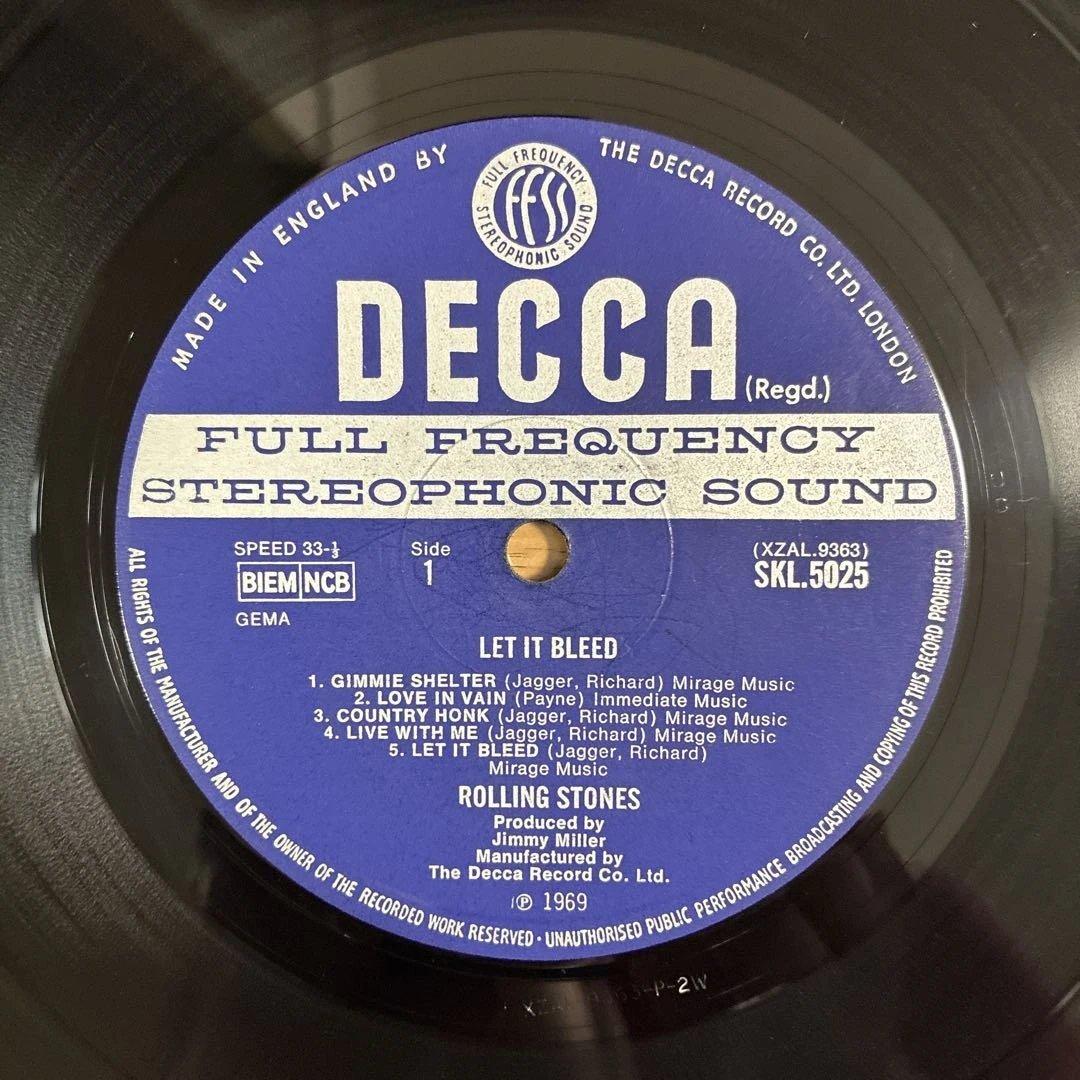 MADE IN ENGLAND BY
THE DECCA RECORD CO. LTD. LONDON
FULL FREQUENCY
FFSS
STEREOPHONIC SOUND
DECCA (Regd.)
FULL FREQUENCY
STEREOPHONIC SOUND
SPEED 33-⅓
Side
1
(XZAL.9363)
SKL.5025
BIEM NCB
GEMA
LET IT BLEED
1. GIMMIE SHELTER (Jagger, Richard) Mirage Music
2. LOVE IN VAIN (Payne) Immediate Music
3. COUNTRY HONK (Jagger, Richard) Mirage Music
4. LIVE WITH ME (Jagger, Richard) Mirage Music
5. LET IT BLEED (Jagger, Richard)
Mirage Music
ROLLING STONES
Produced by
Jimmy Miller
Manufactured by
The Decca Record Co. Ltd.
℗ 1969
ALL RIGHTS OF THE MANUFACTURER AND OF THE OWNER OF THE RECORDED WORK RESERVED · UNAUTHORISED PUBLIC PERFORMANCE BROADCASTING AND COPYING OF THIS RECORD PROHIBITED